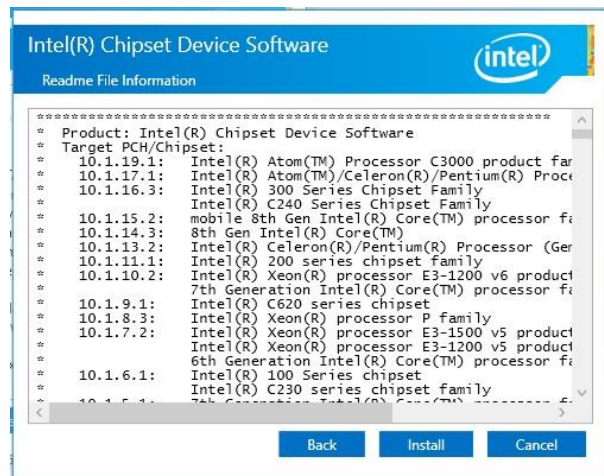 Intel(R) Chipset Device Software
intel
Readme File Information
****************************************************************
* Product: Intel(R) Chipset Device Software
* Target PCH/Chipset:
* 10.1.19.1: Intel(R) Atom(TM) Processor C3000 product fam
* 10.1.17.1: Intel(R) Atom(TM)/Celeron(R)/Pentium(R) Proce
* 10.1.16.3: Intel(R) 300 Series Chipset Family
* Intel(R) C240 Series Chipset Family
* 10.1.15.2: mobile 8th Gen Intel(R) Core(TM) processor fa
* 10.1.14.3: 8th Gen Intel(R) Core(TM)
* 10.1.13.2: Intel(R) Celeron(R)/Pentium(R) Processor (Gem
* 10.1.11.1: Intel(R) 200 series chipset family
* 10.1.10.2: Intel(R) Xeon(R) processor E3-1200 v6 product
* 7th Generation Intel(R) Core(TM) processor fa
* 10.1.9.1: Intel(R) C620 series chipset
* 10.1.8.3: Intel(R) Xeon(R) processor P family
* 10.1.7.2: Intel(R) Xeon(R) processor E3-1500 v5 product
* Intel(R) Xeon(R) processor E3-1200 v5 product
* 6th Generation Intel(R) Core(TM) processor fa
* 10.1.6.1: Intel(R) 100 Series chipset
* Intel(R) C230 series chipset family
Back Install Cancel